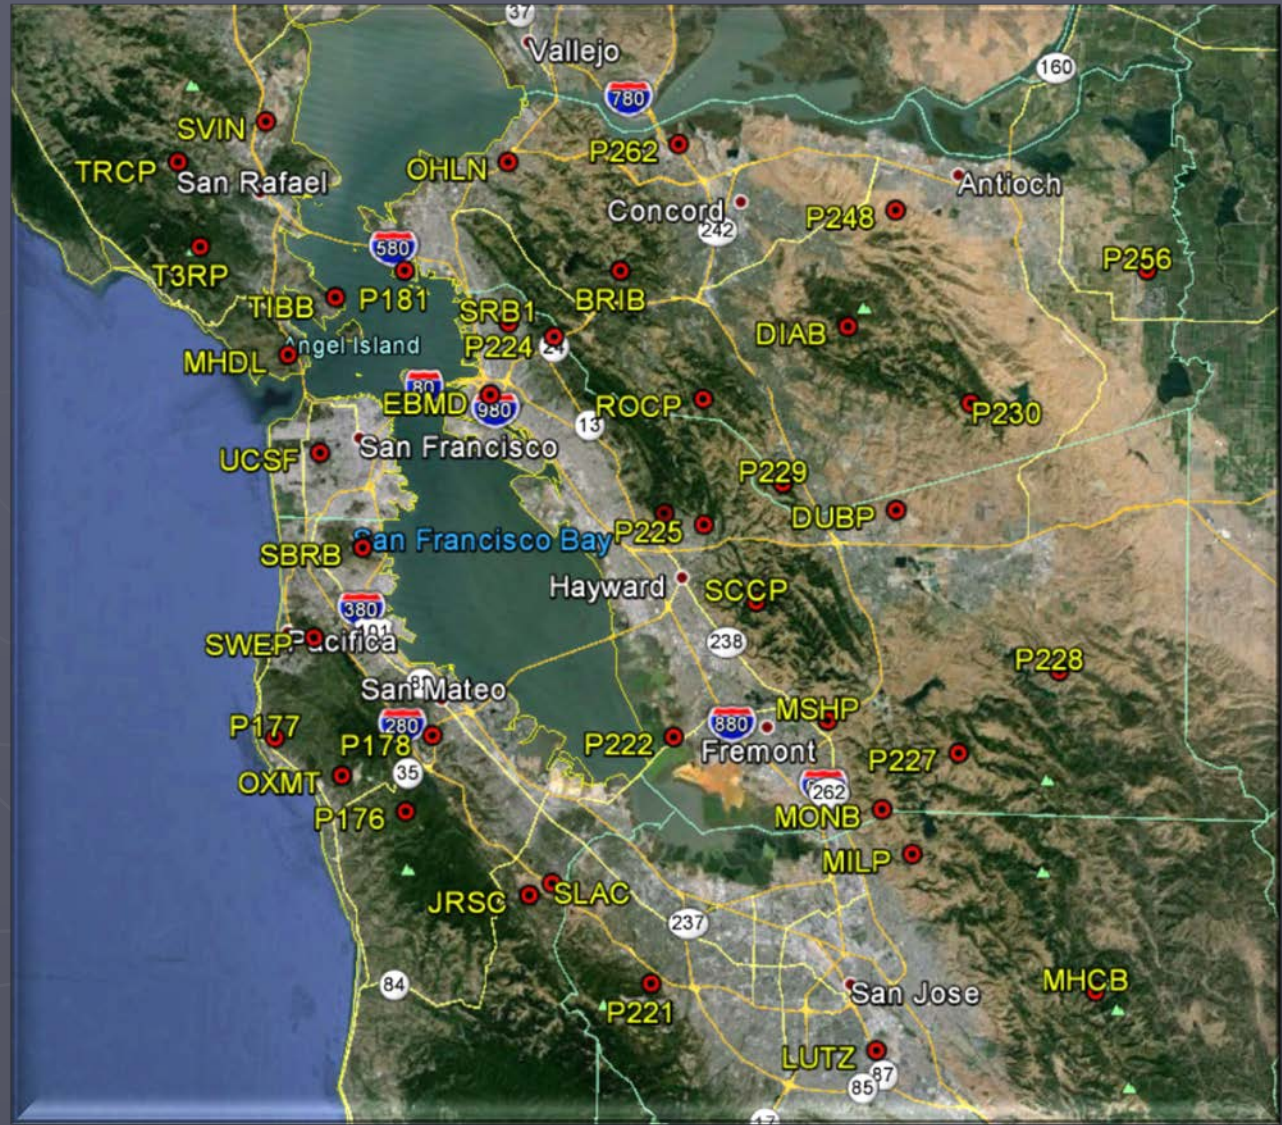 37
Vallejo
160
780
SVIN
P262
TRCP
San Rafael
OHLN
Antioch
Concord
P248
242
580
P256
T3RP
TIBB
P181
BRIB
SRB1
DIAB
P224
24
Angel Island
MHDL
80
EBMD
980
ROCP
P230
13
San Francisco
UCSF
P229
DUBP
P225
San Francisco Bay
SBRB
Hayward
SCCP
380
101
238
SWEP
Pacifica
P228
San Mateo
MSHP
P177
280
P178
P222
880
Fremont
P227
35
OXMT
262
P176
MONB
MILP
JRSC
SLAC
237
84
MHCB
San Jose
P221
LUTZ
87
85
17